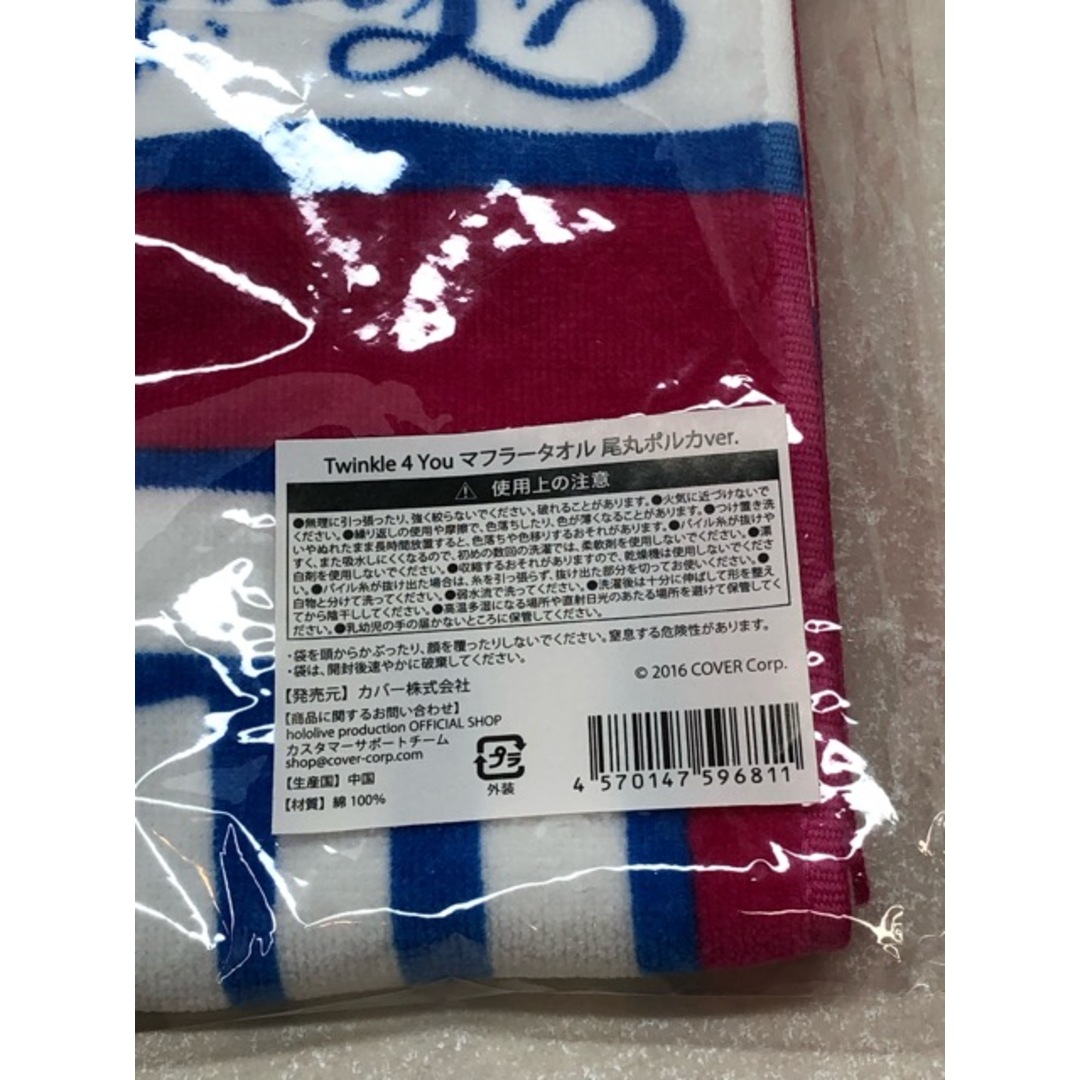 Twinkle 4 You マフラータオル 尾丸ポルカver.
使用上の注意
●無理に引っ張ったり、強く絞らないでください。破れることがあります。●火気に近づけないで
ください。●繰り返しの使用や摩擦で、色落ちしたり、色が薄くなることがあります。●つけ置き洗
いやぬれたまま長時間放置すると、色落ちや色移りするおそれがあります。●パイル糸が抜けや
すく、また吸水しにくくなるので、初めの数回の洗濯では、柔軟剤を使用しないでください。●漂
白剤を使用しないでください。●収縮するおそれがありますので、乾燥機は使用しないでくださ
い。●パイル糸が抜け出た場合は、糸を引っ張らず、抜け出た部分を切ってお使いください。●
白物と分けて洗ってください。●弱水流で洗ってください。●洗濯後は十分に伸ばして形を整え
てから陰干ししてください。●高温多湿になる場所や直射日光のあたる場所を避けて保管してく
ださい。●乳幼児の手の届かないところに保管してください。
・袋を頭からかぶったり、顔を覆ったりしないでください。窒息する危険性があります。
・袋は、開封後速やかに破棄してください。
© 2016 COVER Corp.
【発売元】カバー株式会社
【商品に関するお問い合わせ】
hololive production OFFICIAL SHOP
カスタマーサポートチーム
shop@cover-corp.com
【生産国】中国
【材質】綿 100%
プラ
外装
4 570147 596811